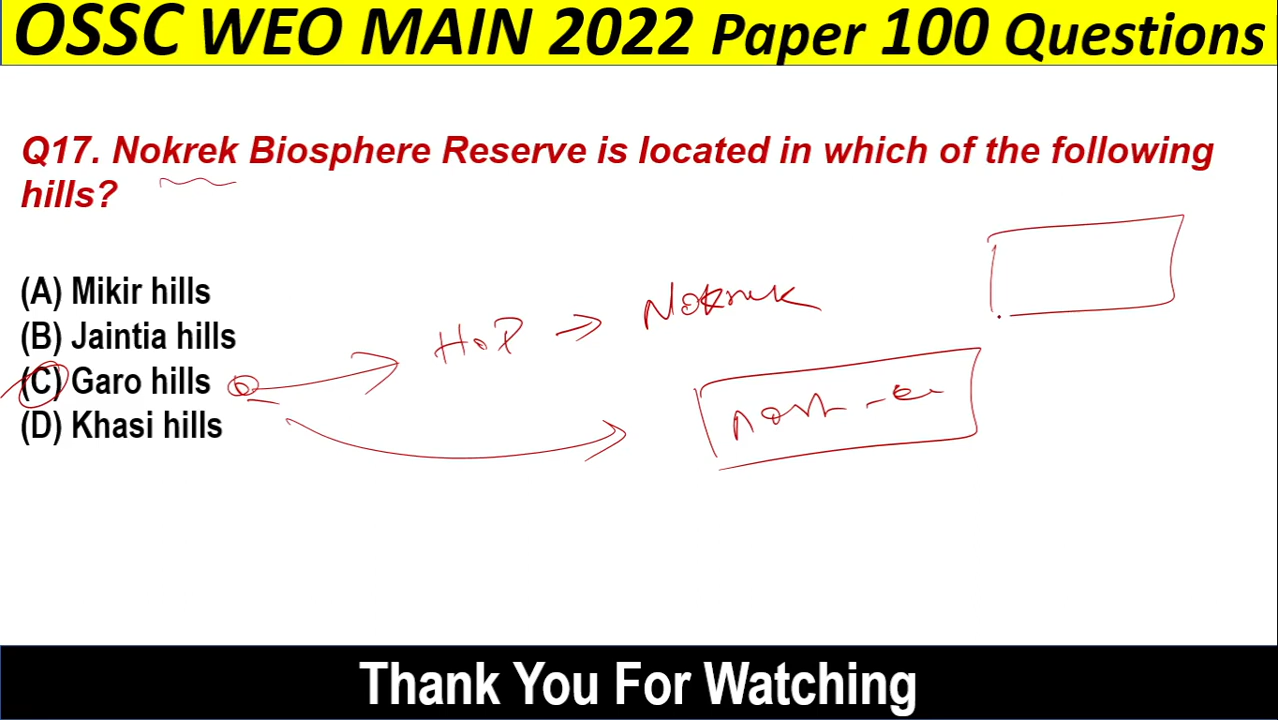 OSSC WEO MAIN 2022 Paper 100 Questions
Q17. Nokrek Biosphere Reserve is located in which of the following
hills?
(A) Mikir hills
(B) Jaintia hills
(C) Garo hills
(D) Khasi hills
Nokrek
Thank You For Watching